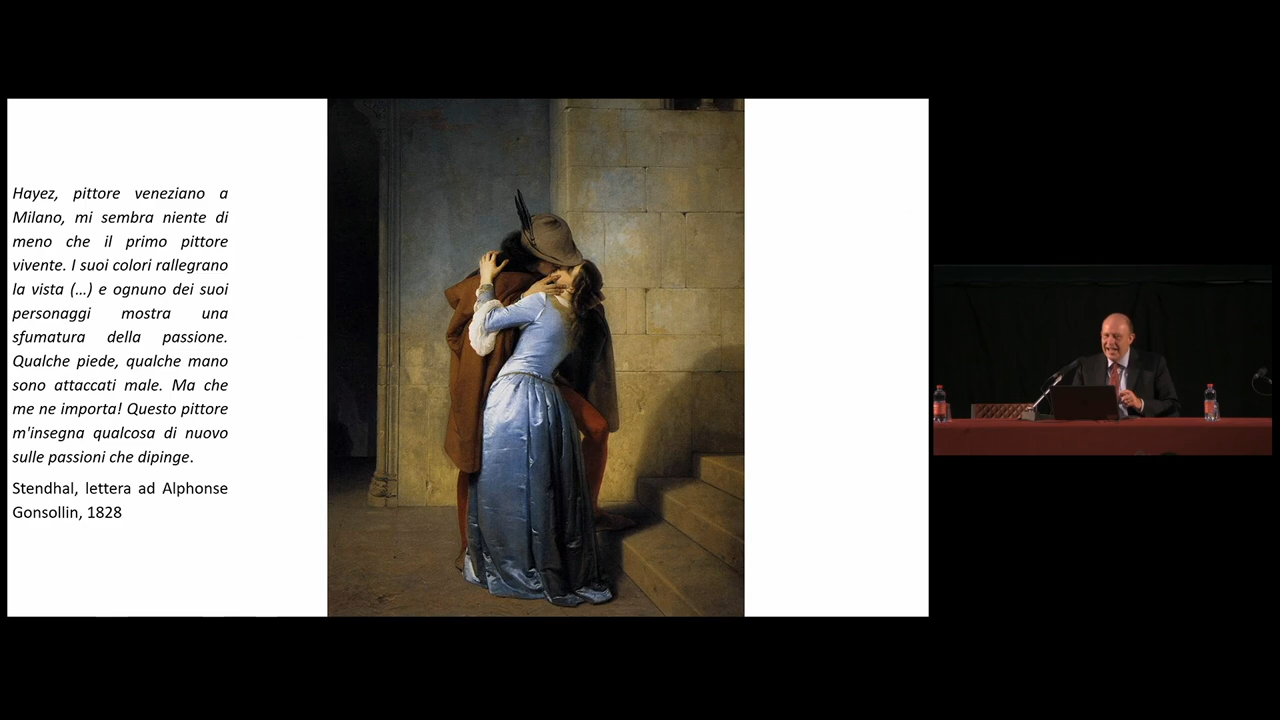 Hayez, pittore veneziano a
Milano, mi sembra niente di
meno che il primo pittore
vivente. I suoi colori rallegrano
la vista (…) e ognuno dei suoi
personaggi mostra una
sfumatura della passione.
Qualche piede, qualche mano
sono attaccati male. Ma che
me ne importa! Questo pittore
m'insegna qualcosa di nuovo
sulle passioni che dipinge.
Stendhal, lettera ad Alphonse
Gonsollin, 1828